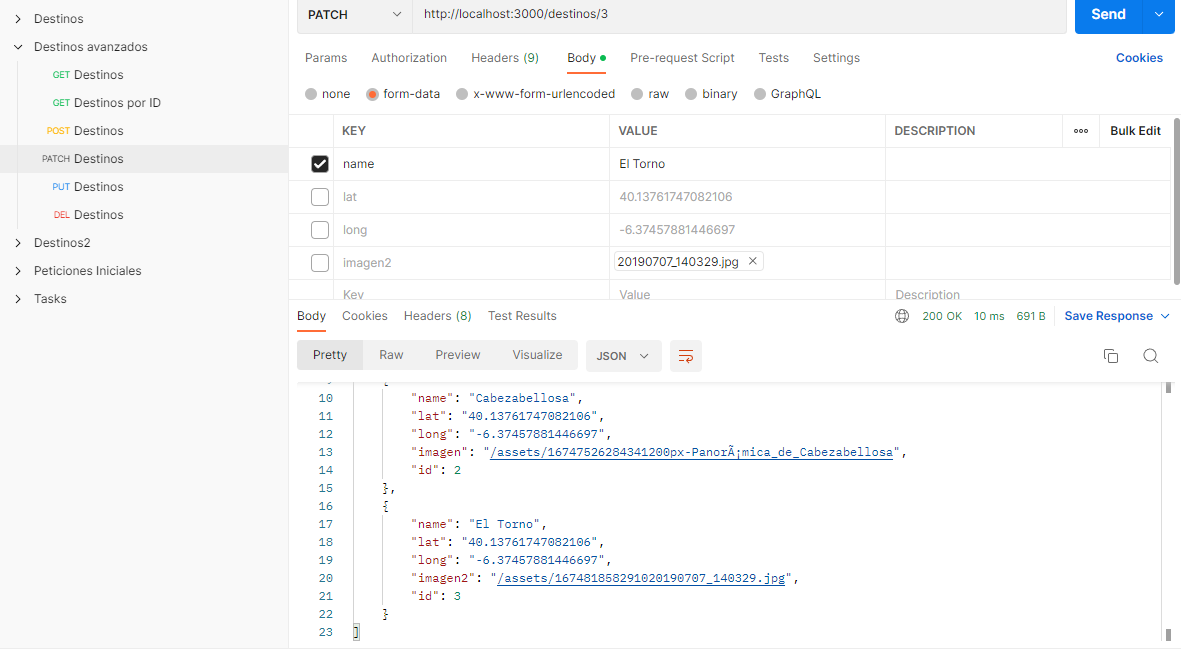 Destinos
Destinos avanzados
GET Destinos
GET Destinos por ID
POST Destinos
PATCH Destinos
PUT Destinos
DEL Destinos
Destinos2
Peticiones Iniciales
Tasks
PATCH http://localhost:3000/destinos/3 Send
Params Authorization Headers (9) Body Pre-request Script Tests Settings Cookies
none form-data x-www-form-urlencoded raw binary GraphQL
KEY VALUE DESCRIPTION ooo Bulk Edit
name El Torno
lat 40.13761747082106
long -6.37457881446697
imagen2 20190707_140329.jpg ×
Key Value Description
Body Cookies Headers (8) Test Results 200 OK 10 ms 691 B Save Response
Pretty Raw Preview Visualize JSON
10 "name": "Cabezabellosa",
11 "lat": "40.13761747082106",
12 "long": "-6.37457881446697",
13 "imagen": "/assets/16747526284341200px-PanorÃ¡mica_de_Cabezabellosa",
14 "id": 2
15 },
16 {
17 "name": "El Torno",
18 "lat": "40.13761747082106",
19 "long": "-6.37457881446697",
20 "imagen2": "/assets/167481858291020190707_140329.jpg",
21 "id": 3
22 }
23 ]